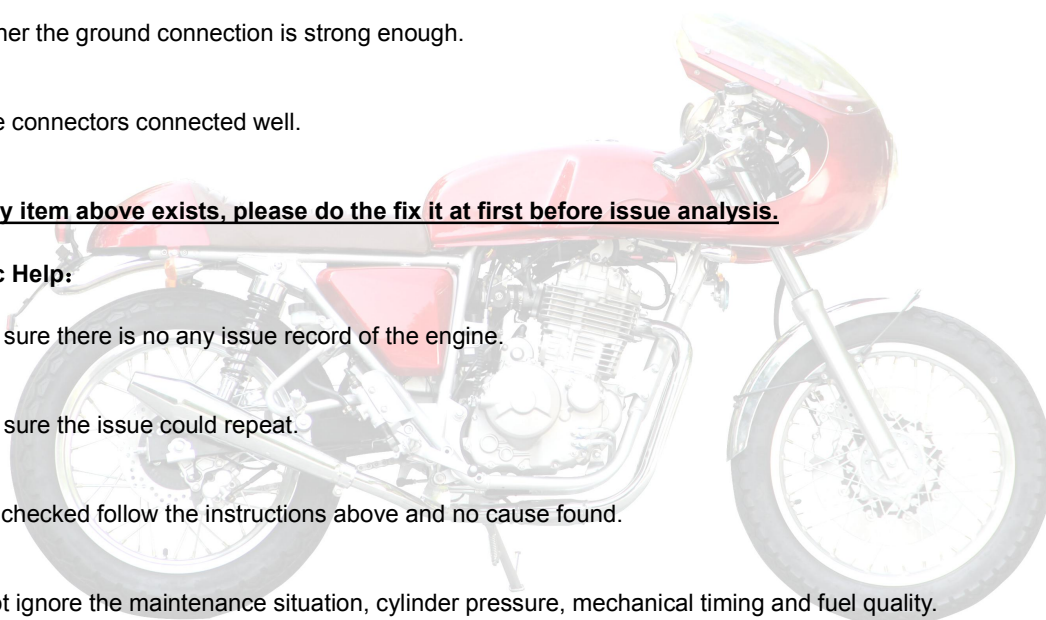 ner the ground connection is strong enough.
e connectors connected well.
y item above exists, please do the fix it at first before issue analysis.
c Help：
sure there is no any issue record of the engine.
sure the issue could repeat.
checked follow the instructions above and no cause found.
ot ignore the maintenance situation, cylinder pressure, mechanical timing and fuel quality.